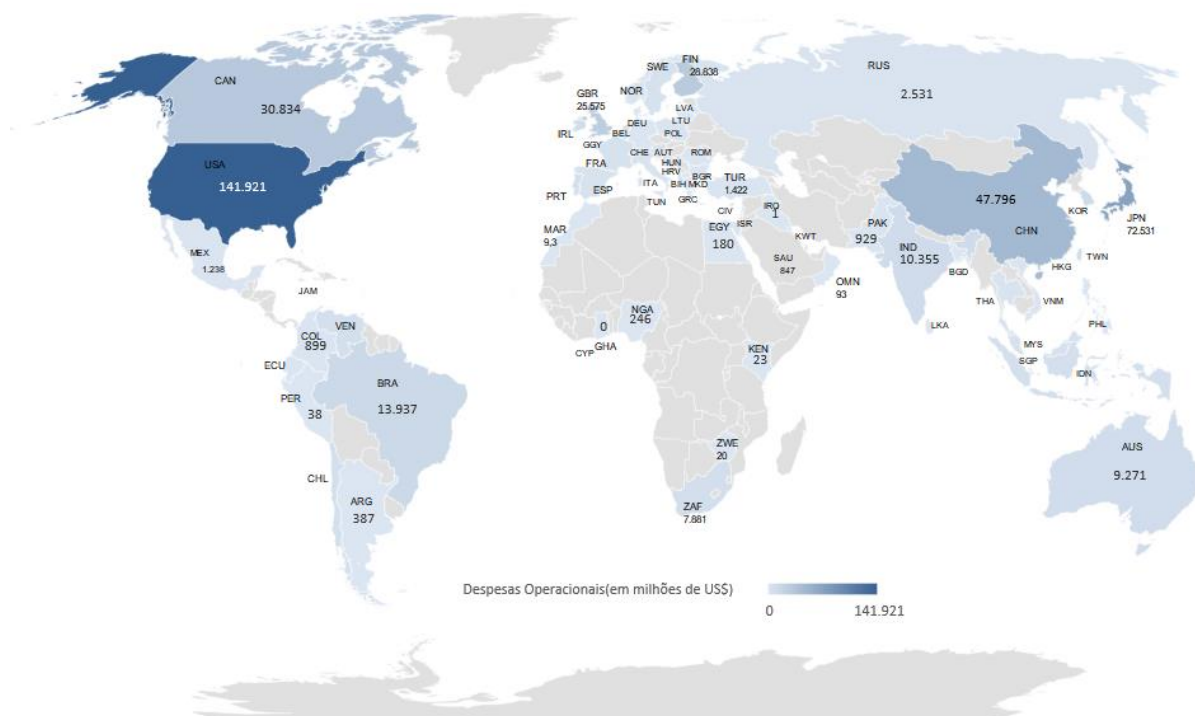 CAN
30.834
USA
141.921
MEX
1.238
JAM
VEN
COL
899
ECU
PER
38
BRA
13.937
CHL
ARG
387
FIN
28.838
SWE
NOR
GBR
25.575
IRL
GGY
BEL
DEU
LVA
LTU
POL
CHE
AUT
ROM
HUN
HRV
FRA
BGR
ITA
BIH
MKD
GRC
PRT
ESP
TUN
TUR
1.422
CIV
ISR
IRQ
1
MAR
9,3
EGY
180
KWT
SAU
847
OMN
93
NGA
246
0
GHA
CYP
KEN
23
ZWE
20
ZAF
7.881
RUS
2.531
PAK
929
IND
10.355
BGD
LKA
47.796
CHN
KOR
JPN
72.531
HKG
TWN
THA
VNM
PHL
MYS
SGP
IDN
AUS
9.271
Despesas Operacionais(em milhões de US$)
0
141.921